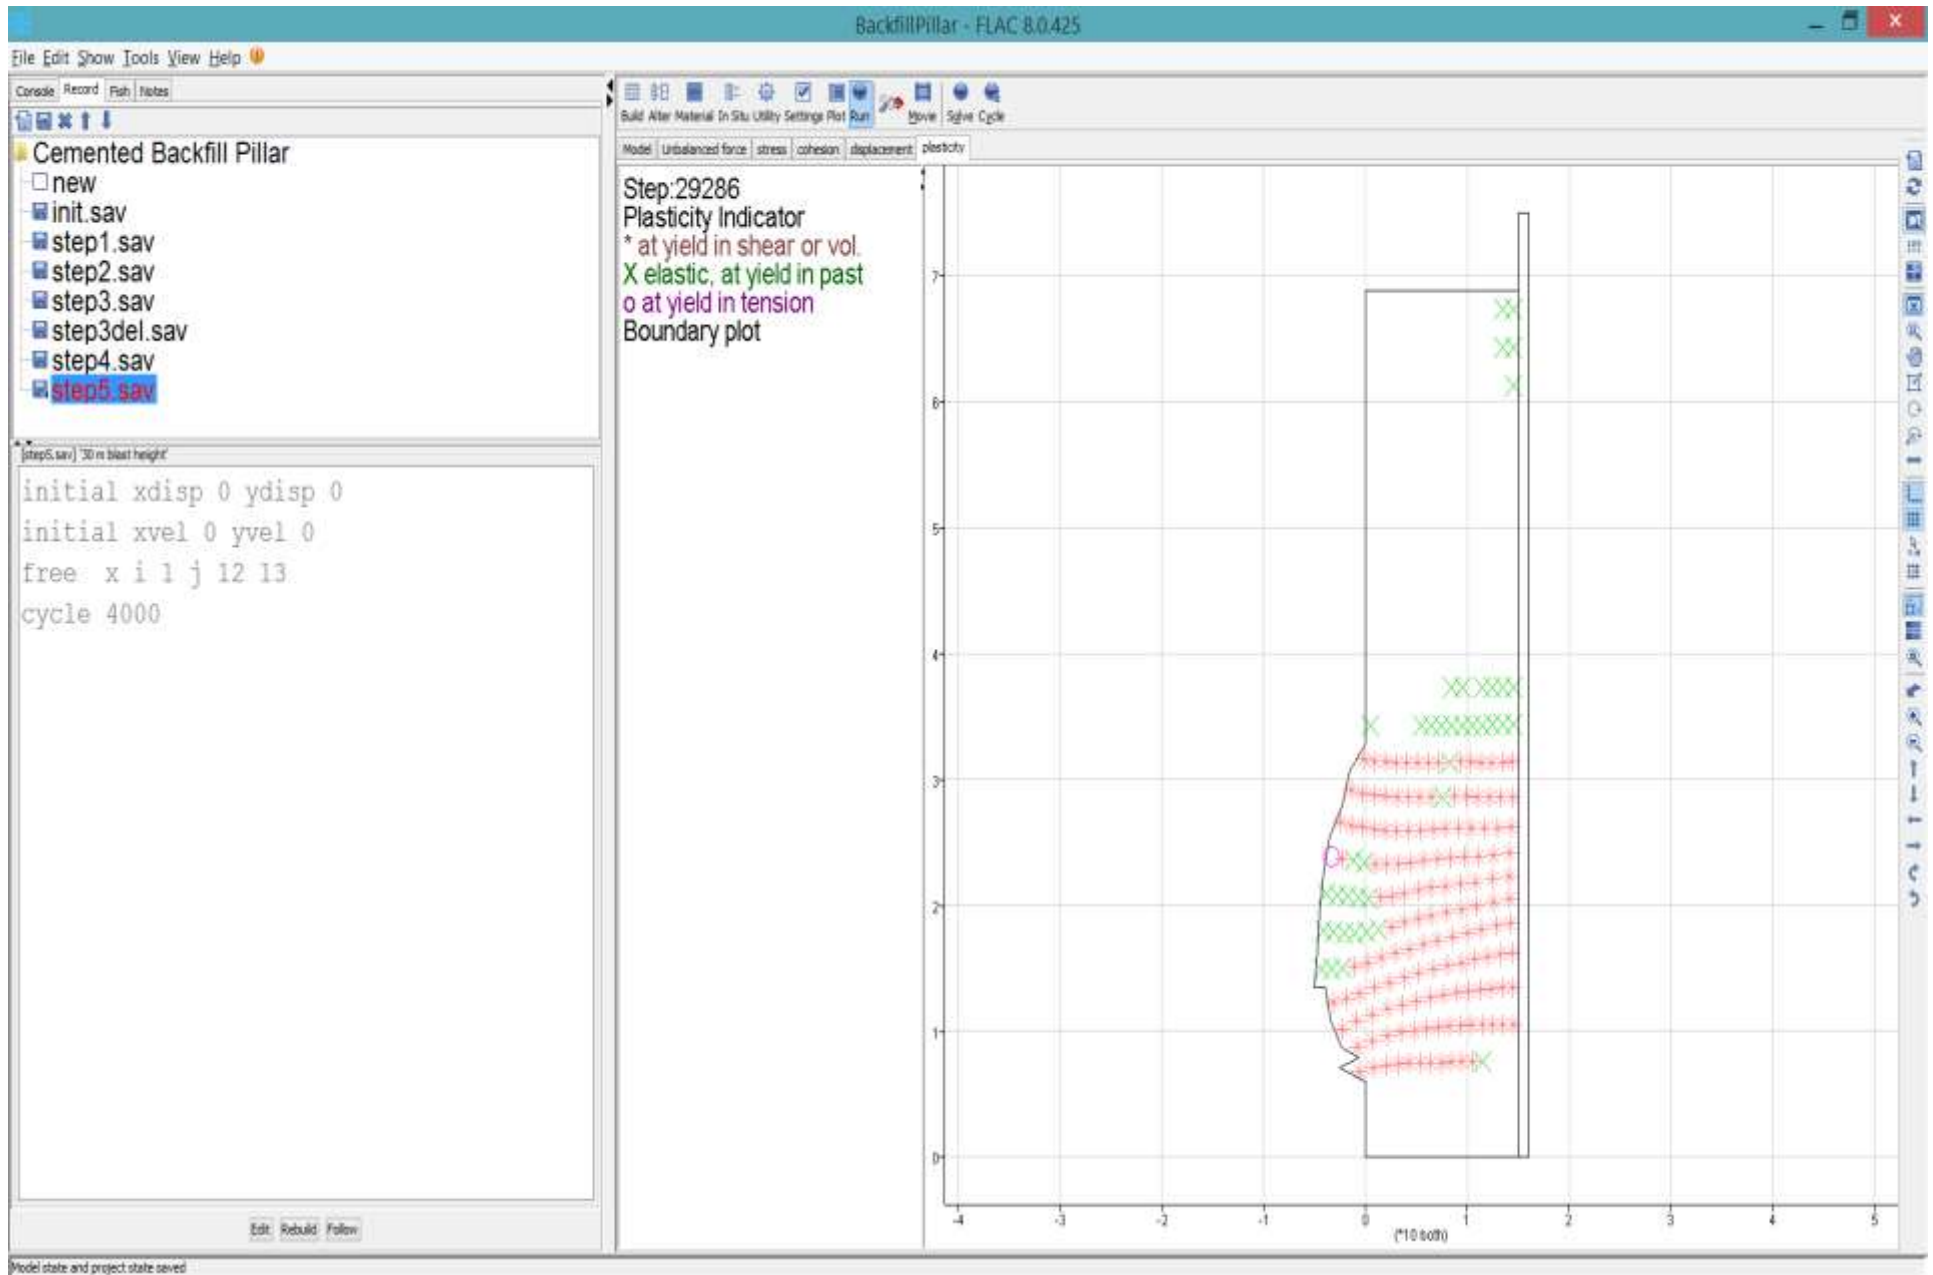 BackfillPillar - FLAC 8.0.425
File Edit Show Tools View Help
Console Record Fish Notes
Cemented Backfill Pillar
new
init.sav
step1.sav
step2.sav
step3.sav
step3del.sav
step4.sav
step5.sav
[step5.sav] '30 m blast height'
initial xdisp 0 ydisp 0
initial xvel 0 yvel 0
free x i 1 j 12 13
cycle 4000
Edit Rebuild Follow
Model state and project state saved
Build Alter Material In Situ Utility Settings Plot Run Movie Solve Cycle
Model Unbalanced force stress cohesion displacement plasticity
Step:29286
Plasticity Indicator
* at yield in shear or vol.
X elastic, at yield in past
o at yield in tension
Boundary plot
7
6
5
4
3
2
1
0
-4 -3 -2 -1 0 1 2 3 4 5
(*10 both)